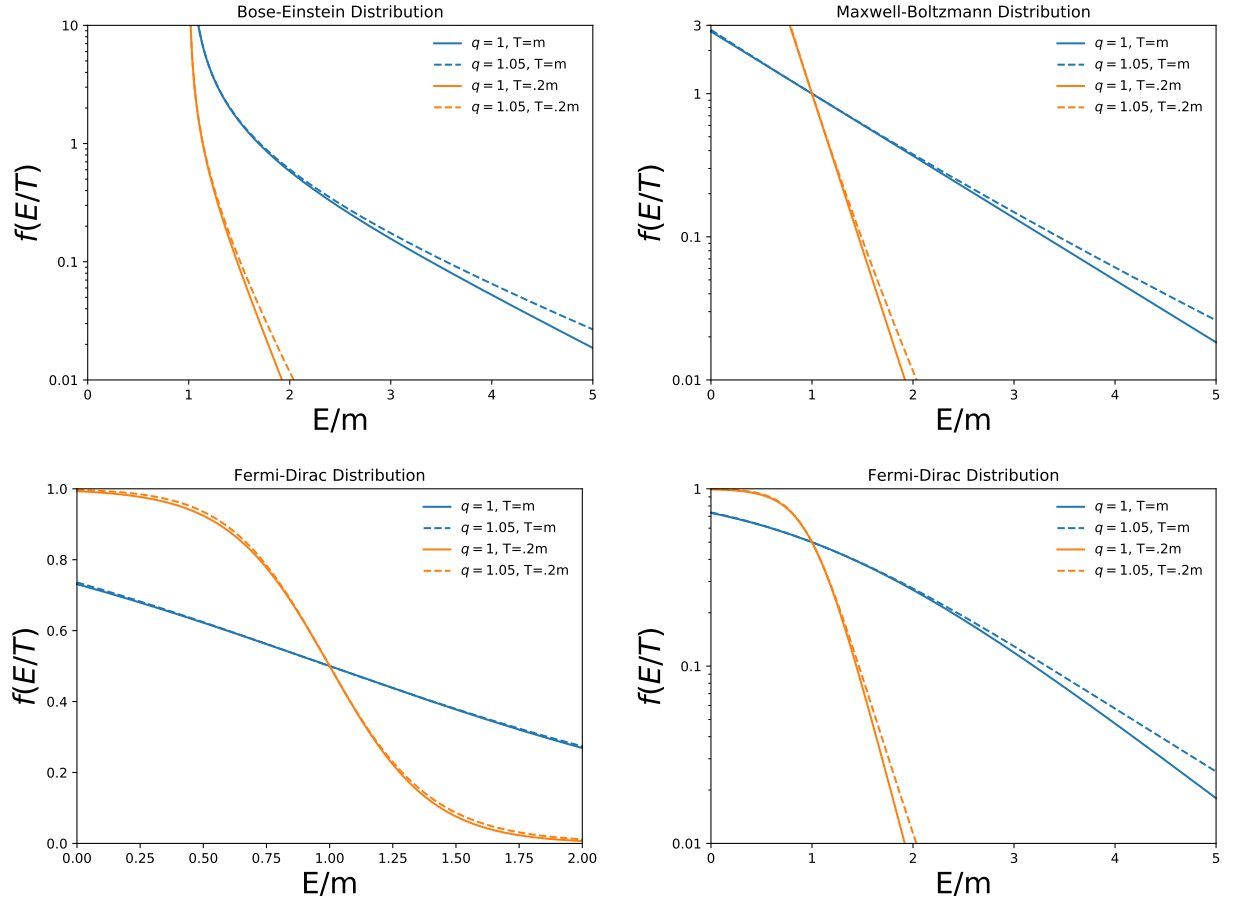 Bose-Einstein Distribution
10
1
0.1
0.01
f(E/T)
q = 1, T=m
q = 1.05, T=m
q = 1, T=.2m
q = 1.05, T=.2m
0 1 2 3 4 5
E/m
Maxwell-Boltzmann Distribution
3
1
0.1
0.01
f(E/T)
q = 1, T=m
q = 1.05, T=m
q = 1, T=.2m
q = 1.05, T=.2m
0 1 2 3 4 5
E/m
Fermi-Dirac Distribution
1.0
0.8
0.6
0.4
0.2
0.0
f(E/T)
q = 1, T=m
q = 1.05, T=m
q = 1, T=.2m
q = 1.05, T=.2m
0.00 0.25 0.50 0.75 1.00 1.25 1.50 1.75 2.00
E/m
Fermi-Dirac Distribution
1
0.1
0.01
f(E/T)
q = 1, T=m
q = 1.05, T=m
q = 1, T=.2m
q = 1.05, T=.2m
0 1 2 3 4 5
E/m